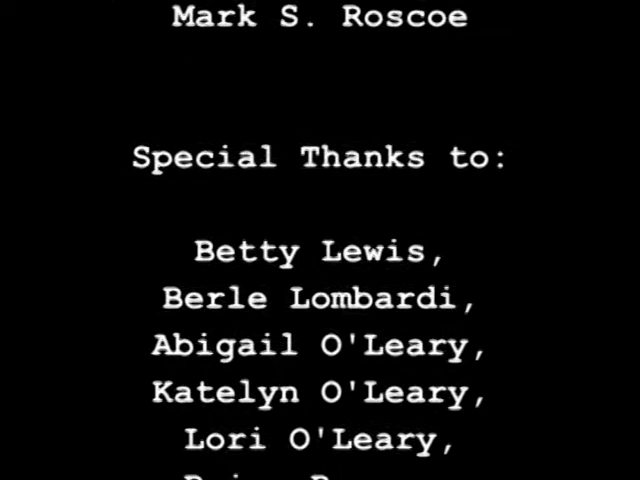 Mark S. Roscoe
Special Thanks to:
Betty Lewis,
Berle Lombardi,
Abigail O'Leary,
Katelyn O'Leary,
Lori O'Leary,